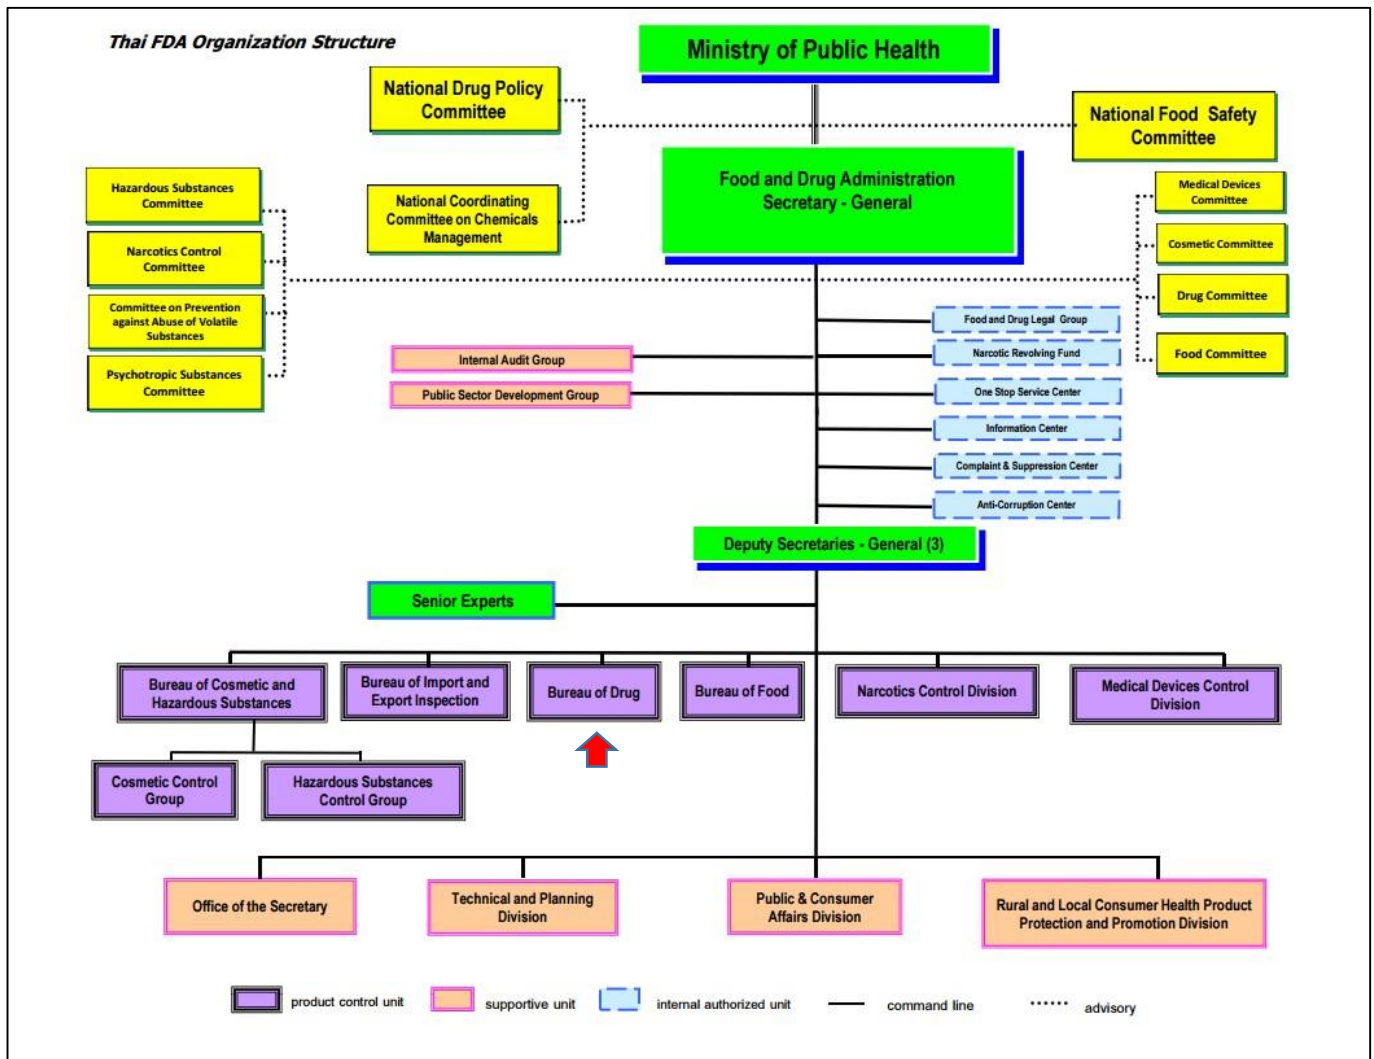 Thai FDA Organization Structure
Ministry of Public Health
National Drug Policy
Committee
National Food  Safety
Committee
Food and Drug Administration
Secretary - General
National Coordinating
Committee on Chemicals
Management
Hazardous Substances
Committee
Narcotics Control
Committee
Committee on Prevention
against Abuse of Volatile
Substances
Psychotropic Substances
Committee
Medical Devices
Committee
Cosmetic Committee
Drug Committee
Food Committee
Food and Drug Legal  Group
Internal Audit Group
Narcotic Revolving Fund
Public Sector Development Group
One Stop Service Center
Information Center
Complaint & Suppression Center
Anti-Corruption Center
Deputy Secretaries - General (3)
Senior Experts
Bureau of Cosmetic and
Hazardous Substances
Bureau of Import and
Export Inspection
Bureau of Drug
Bureau of Food
Narcotics Control Division
Medical Devices Control
Division
Cosmetic Control
Group
Hazardous Substances
Control Group
Office of the Secretary
Technical and Planning
Division
Public & Consumer
Affairs Division
Rural and Local Consumer Health Product
Protection and Promotion Division
product control unit
supportive unit
internal authorized unit
command line
advisory